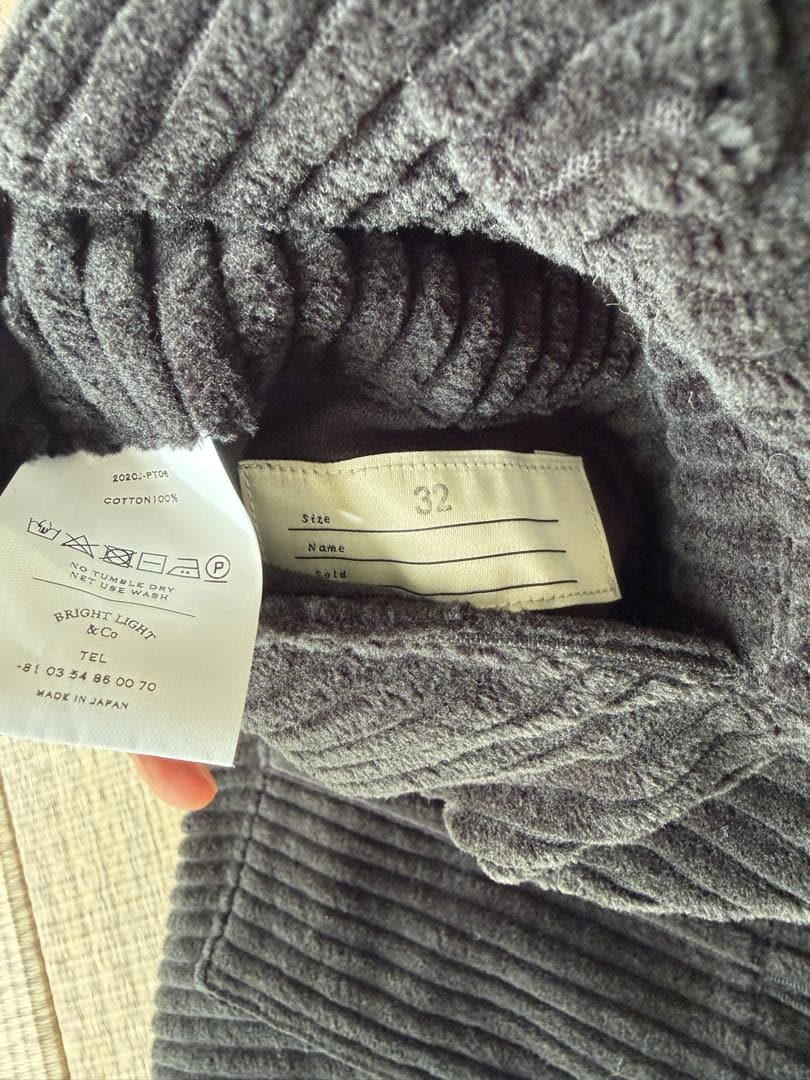 2020J-PT06
COTTON100%
P
NO TUMBLE DRY
NET USE WASH
BRIGHT LIGHT
& Co
TEL
+81 03 54 86 00 70
MADE IN JAPAN
Size 32
Name
Sold